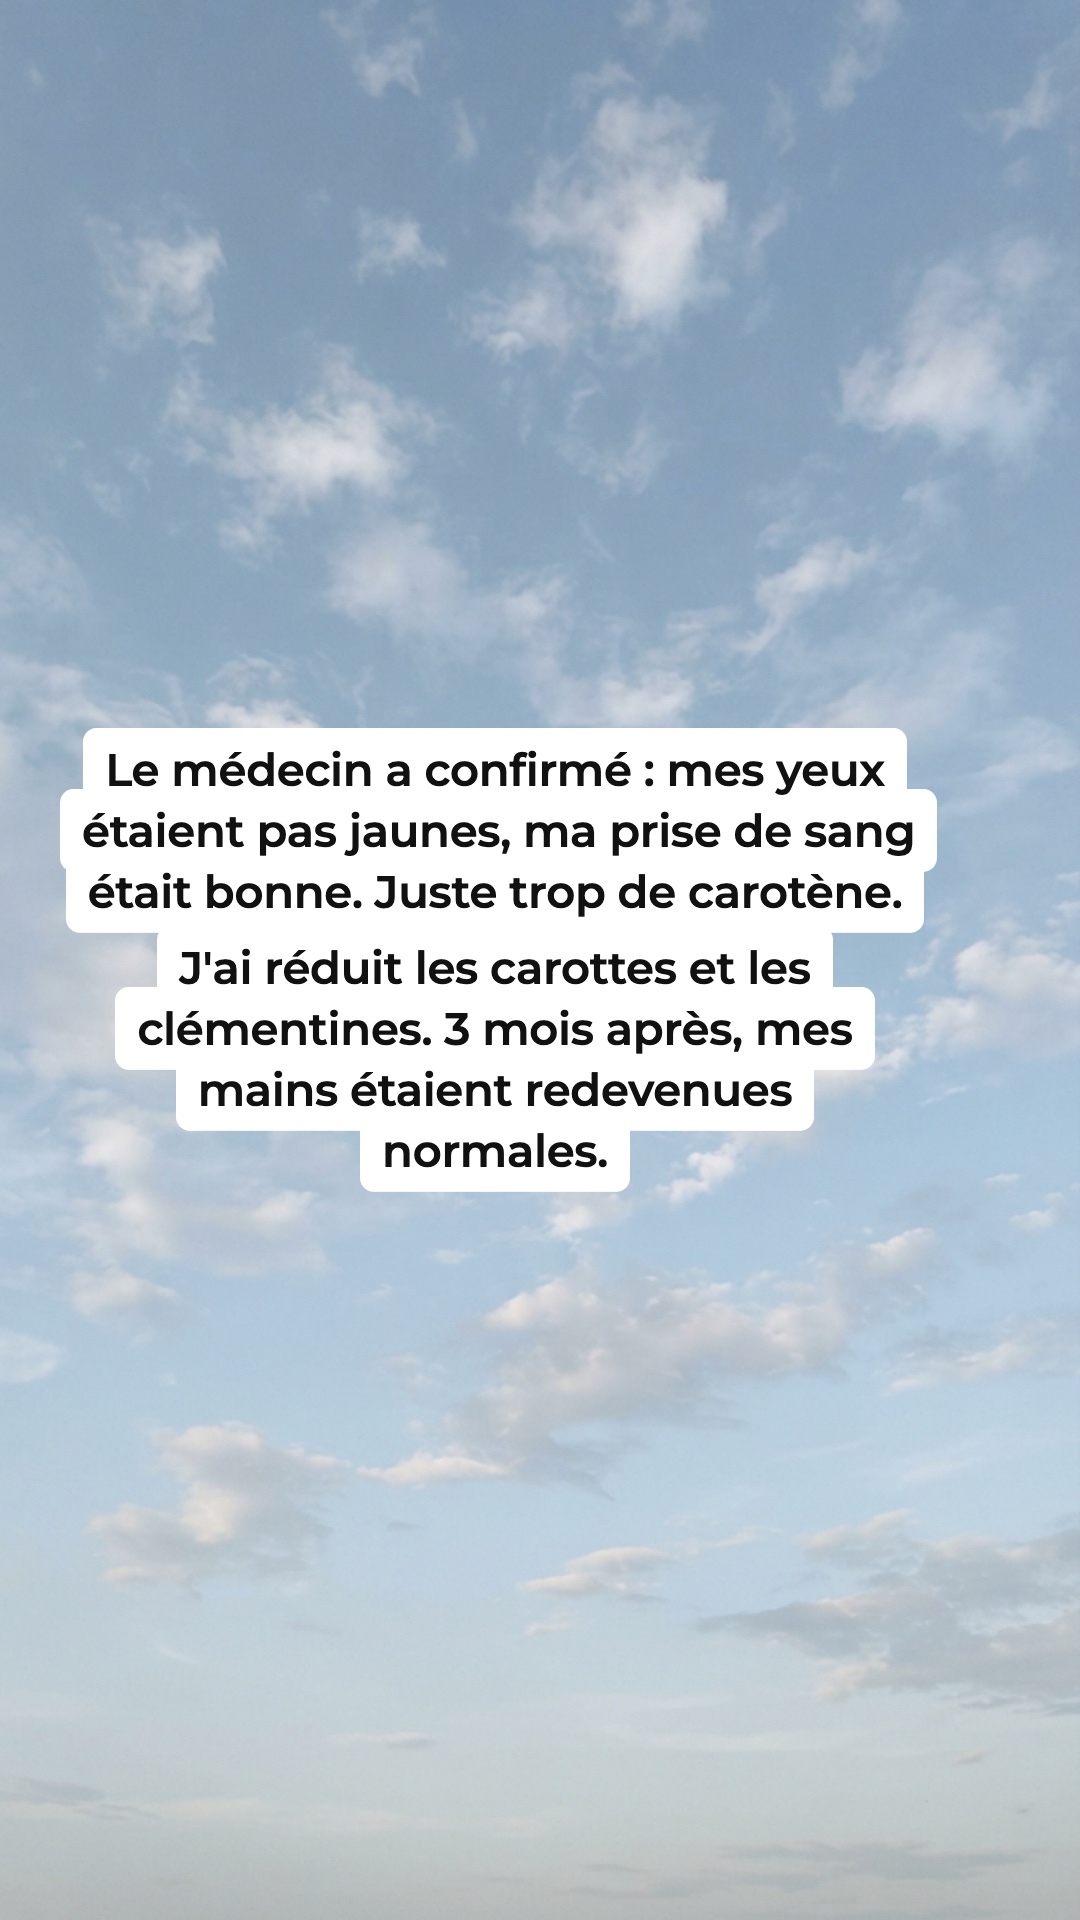 Le médecin a confirmé : mes yeux
étaient pas jaunes, ma prise de sang
était bonne. Juste trop de carotène.
J'ai réduit les carottes et les
clémentines. 3 mois après, mes
mains étaient redevenues
normales.